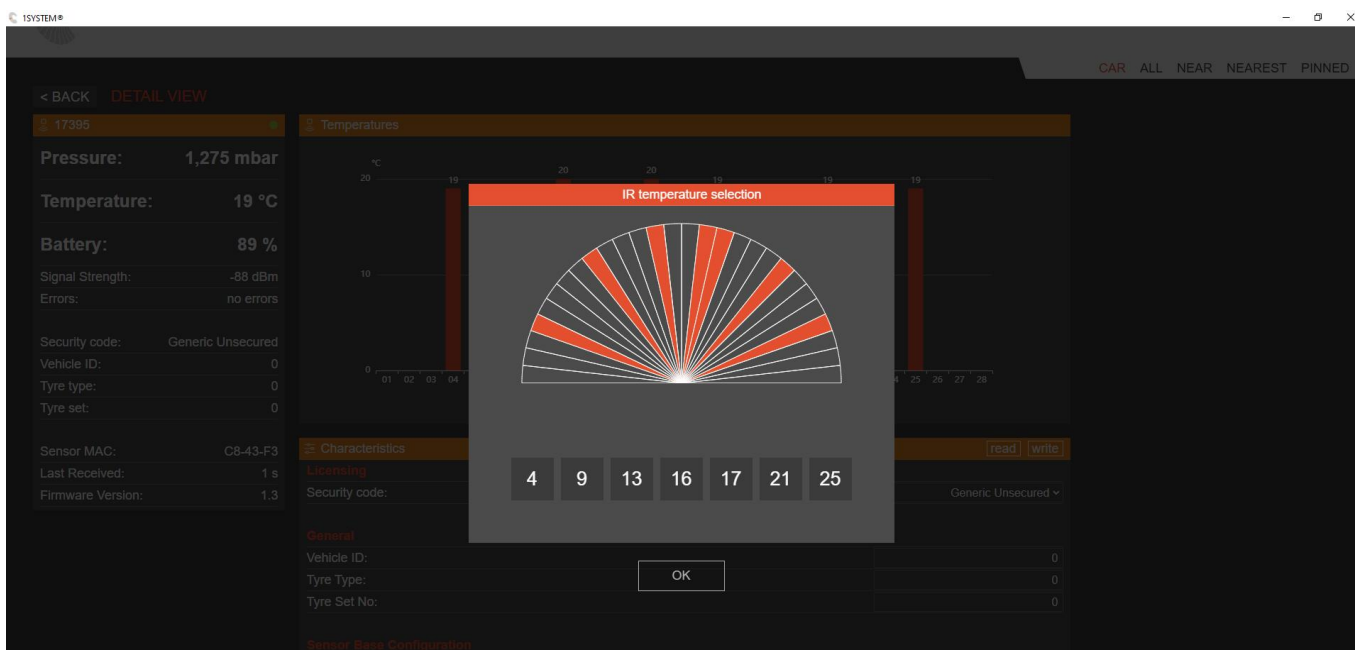 1SYSTEM®
CAR ALL NEAR NEAREST PINNED
< BACK DETAIL VIEW
17395
Pressure: 1,275 mbar
Temperature: 19 °C
Battery: 89 %
Signal Strength: -88 dBm
Errors: no errors
Security code: Generic Unsecured
Vehicle ID: 0
Tyre type: 0
Tyre set: 0
Sensor MAC: C8-43-F3
Last Received: 1 s
Firmware Version: 1.3
Temperatures
°C
20 19 20 20 19 19 19
10
0
01 02 03 04 4 25 26 27 28
IR temperature selection
4 9 13 16 17 21 25
OK
Characteristics read write
Licensing
Security code: Generic Unsecured
General
Vehicle ID: 0
Tyre Type: 0
Tyre Set No: 0
Sensor Base Configuration